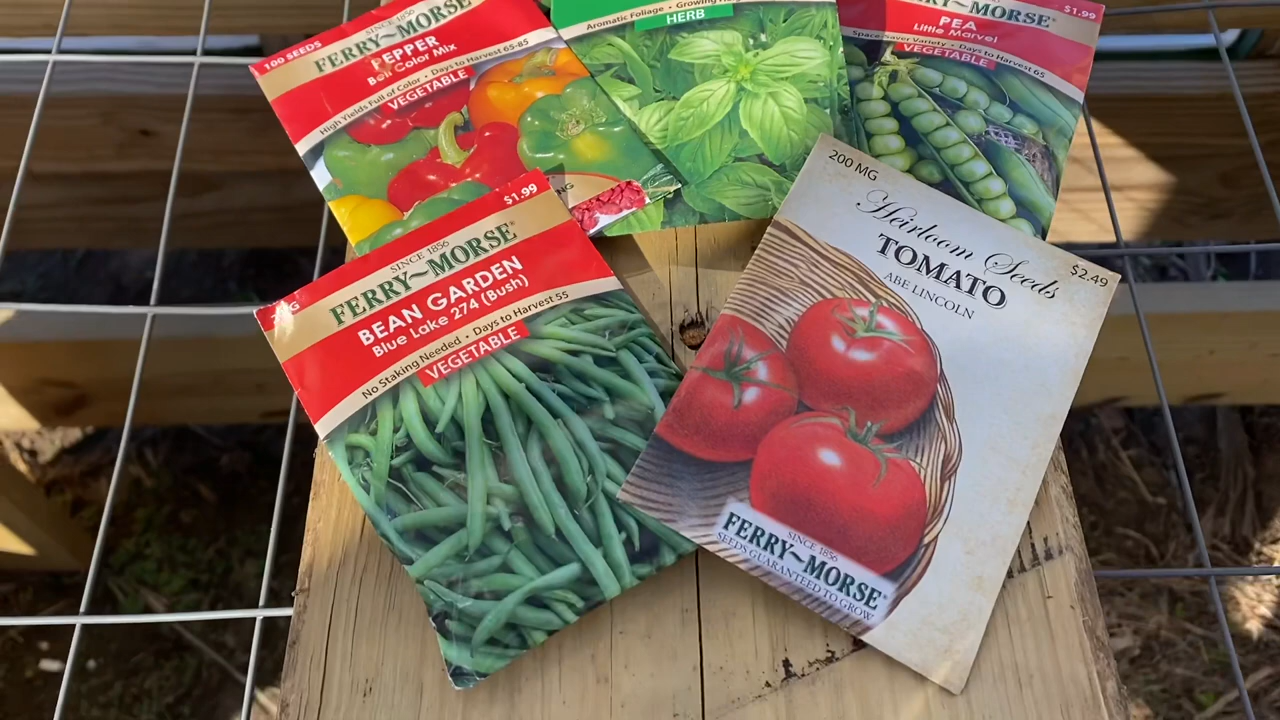 SINCE 1856
100 SEEDS
FERRY~MORSE
PEPPER
Bell Color Mix
High Yields Full of Color • Days to Harvest 65-85
VEGETABLE
Aromatic Foliage •
HERB
$1.99
MORSE®
PEA
Little Marvel
Space Saver Variety • Days to Harvest 65
VEGETABLE
$1.99
SINCE 1856
FERRY~MORSE®
BEAN GARDEN
Blue Lake 274 (Bush)
No Staking Needed • Days to Harvest 55
VEGETABLE
200 MG
Heirloom Seeds
$2.49
TOMATO
ABE LINCOLN
SINCE 1856
FERRY~MORSE®
SEEDS GUARANTEED TO GROW